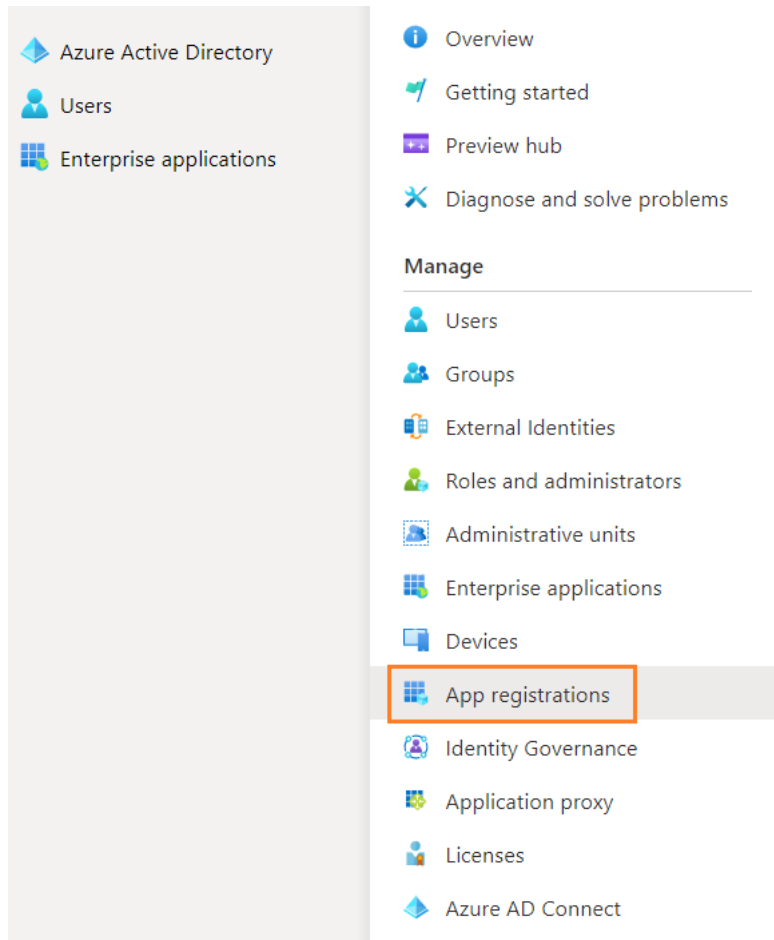 Azure Active Directory
Users
Enterprise applications
Overview
Getting started
Preview hub
Diagnose and solve problems
Manage
Users
Groups
External Identities
Roles and administrators
Administrative units
Enterprise applications
Devices
App registrations
Identity Governance
Application proxy
Licenses
Azure AD Connect